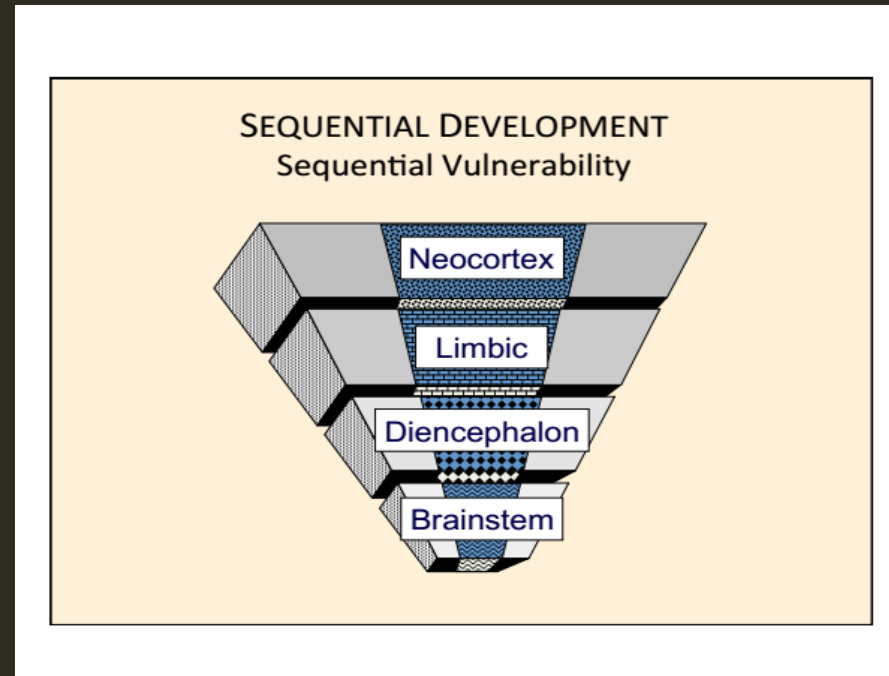 SEQUENTIAL DEVELOPMENT
Sequential Vulnerability
Neocortex
Limbic
Diencephalon
Brainstem